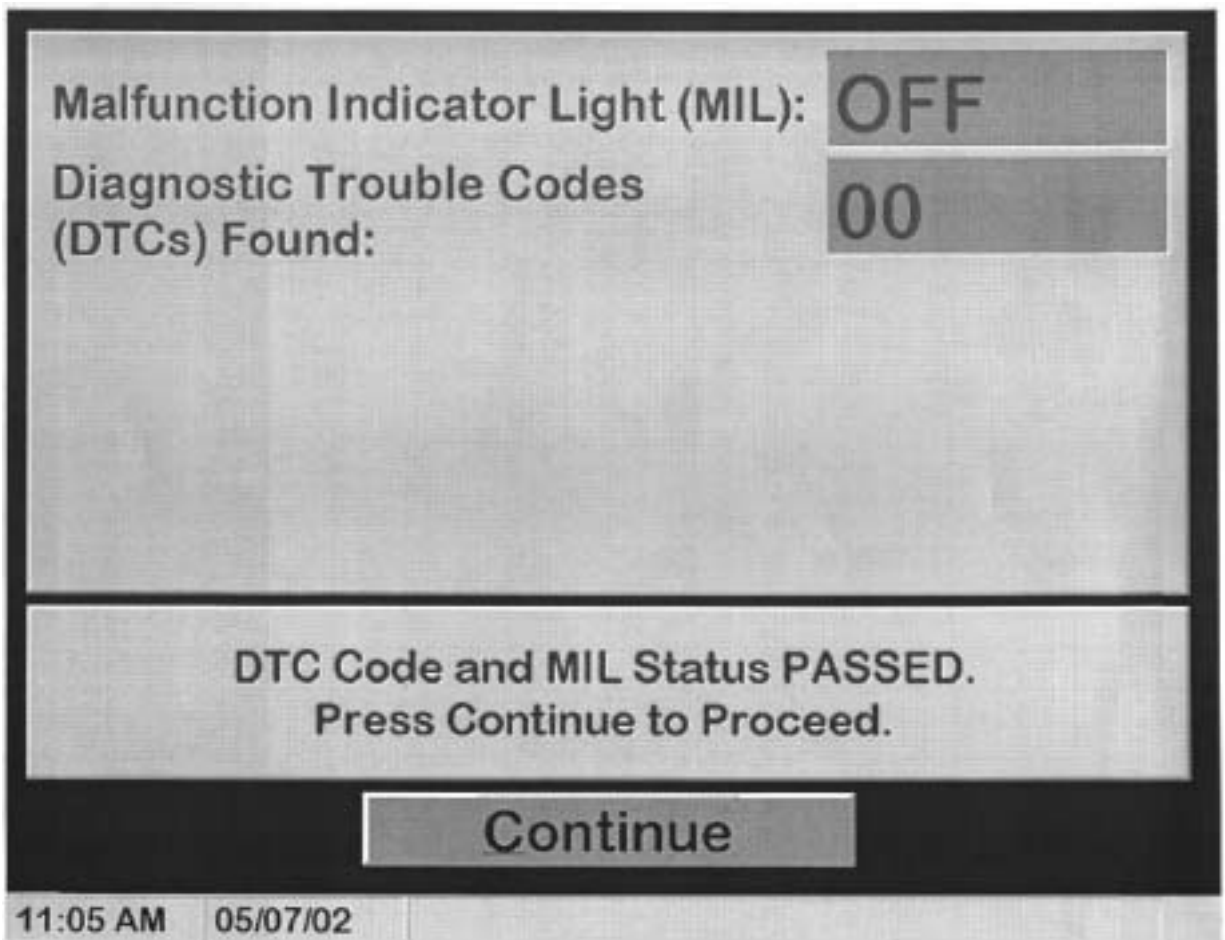 Malfunction Indicator Light (MIL): OFF
Diagnostic Trouble Codes 00
(DTCs) Found:
DTC Code and MIL Status PASSED.
Press Continue to Proceed.
Continue
11:05 AM 05/07/02